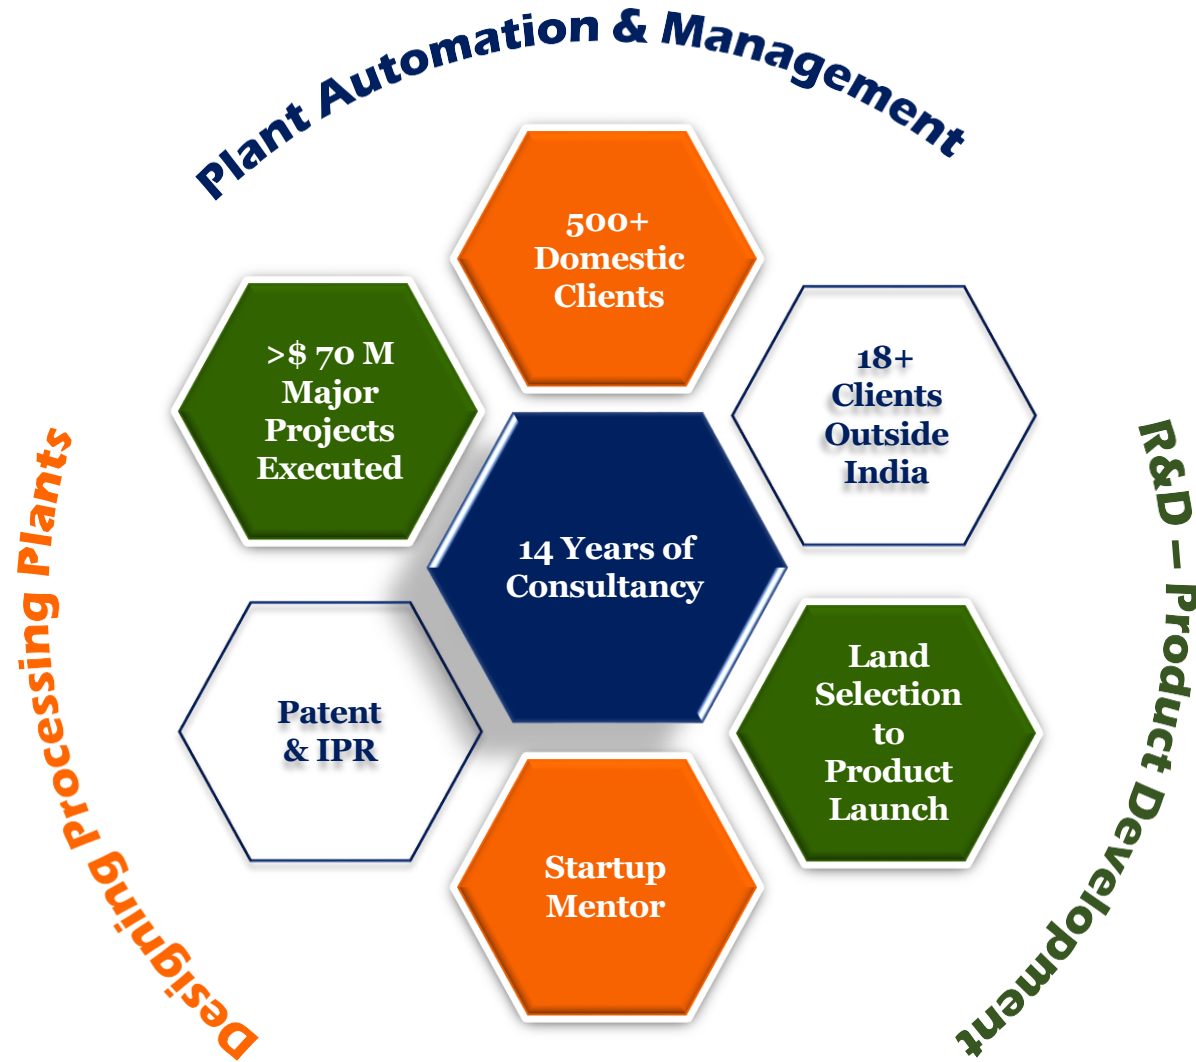 Plant Automation & Management
500+
Domestic
Clients
>$ 70 M
Major
Projects
Executed
18+
Clients
Outside
India
14 Years of
Consultancy
Patent
& IPR
Land
Selection
to
Product
Launch
Startup
Mentor
Designing Processing Plants
R&D – Product Development